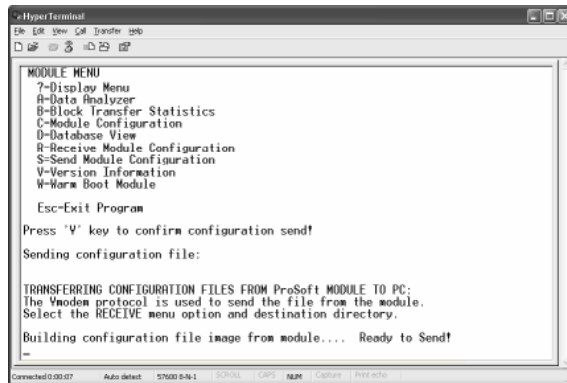 HyperTerminal
File Edit View Call Transfer Help
MODULE MENU
?=Display Menu
A=Data Analyzer
B=Block Transfer Statistics
C=Module Configuration
D=Database View
R=Receive Module Configuration
S=Send Module Configuration
V=Version Information
W=Warm Boot Module
Esc=Exit Program
Press 'Y' key to confirm configuration send!
Sending configuration file:
TRANSFERRING CONFIGURATION FILES FROM ProSoft MODULE TO PC:
The Ymodem protocol is used to send the file from the module.
Select the RECEIVE menu option and destination directory.
Building configuration file image from module.... Ready to Send!
Connected 0:00:07 Auto detect 57600 8-N-1 SCROLL CAPS NUM Capture Print echo